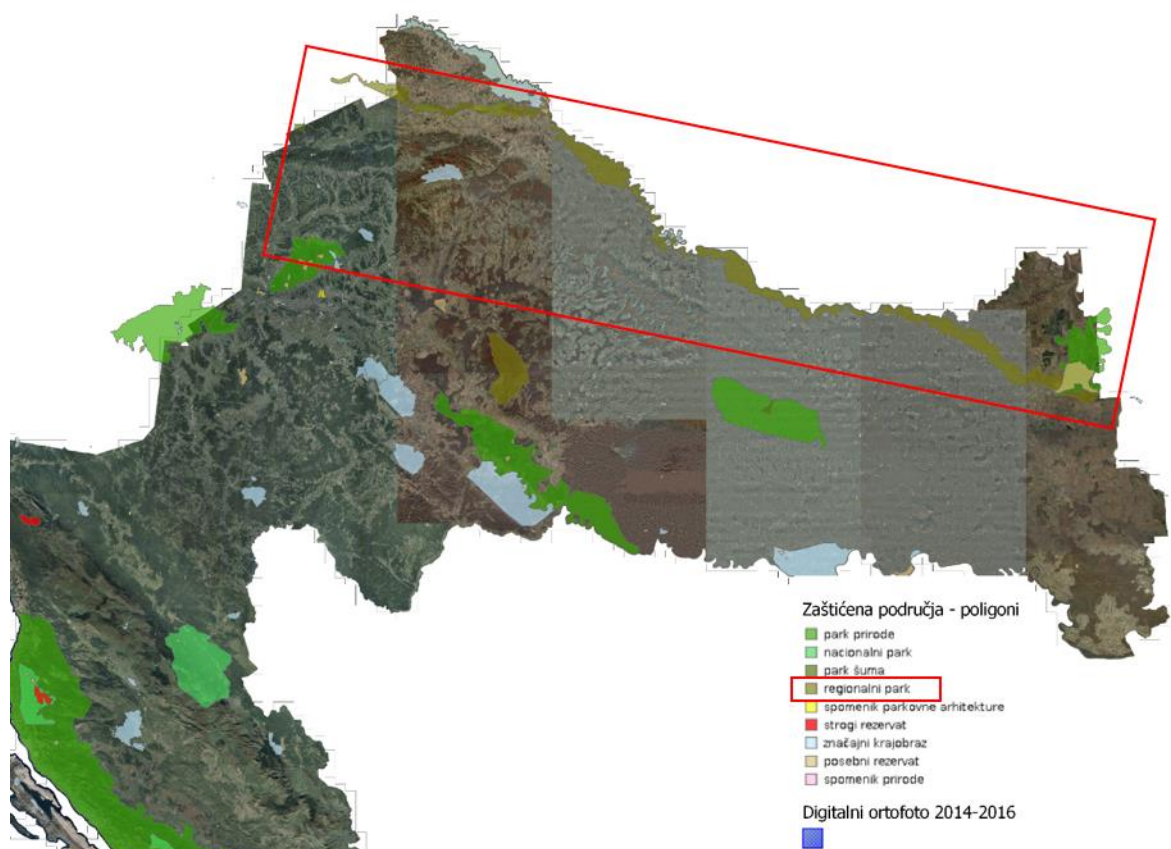 Zaštićena područja - poligoni
park prirode
nacionalni park
park šuma
regionalni park
spomenik parkovne arhitekture
strogi rezervat
značajni krajobraz
posebni rezervat
spomenik prirode
Digitalni ortofoto 2014-2016